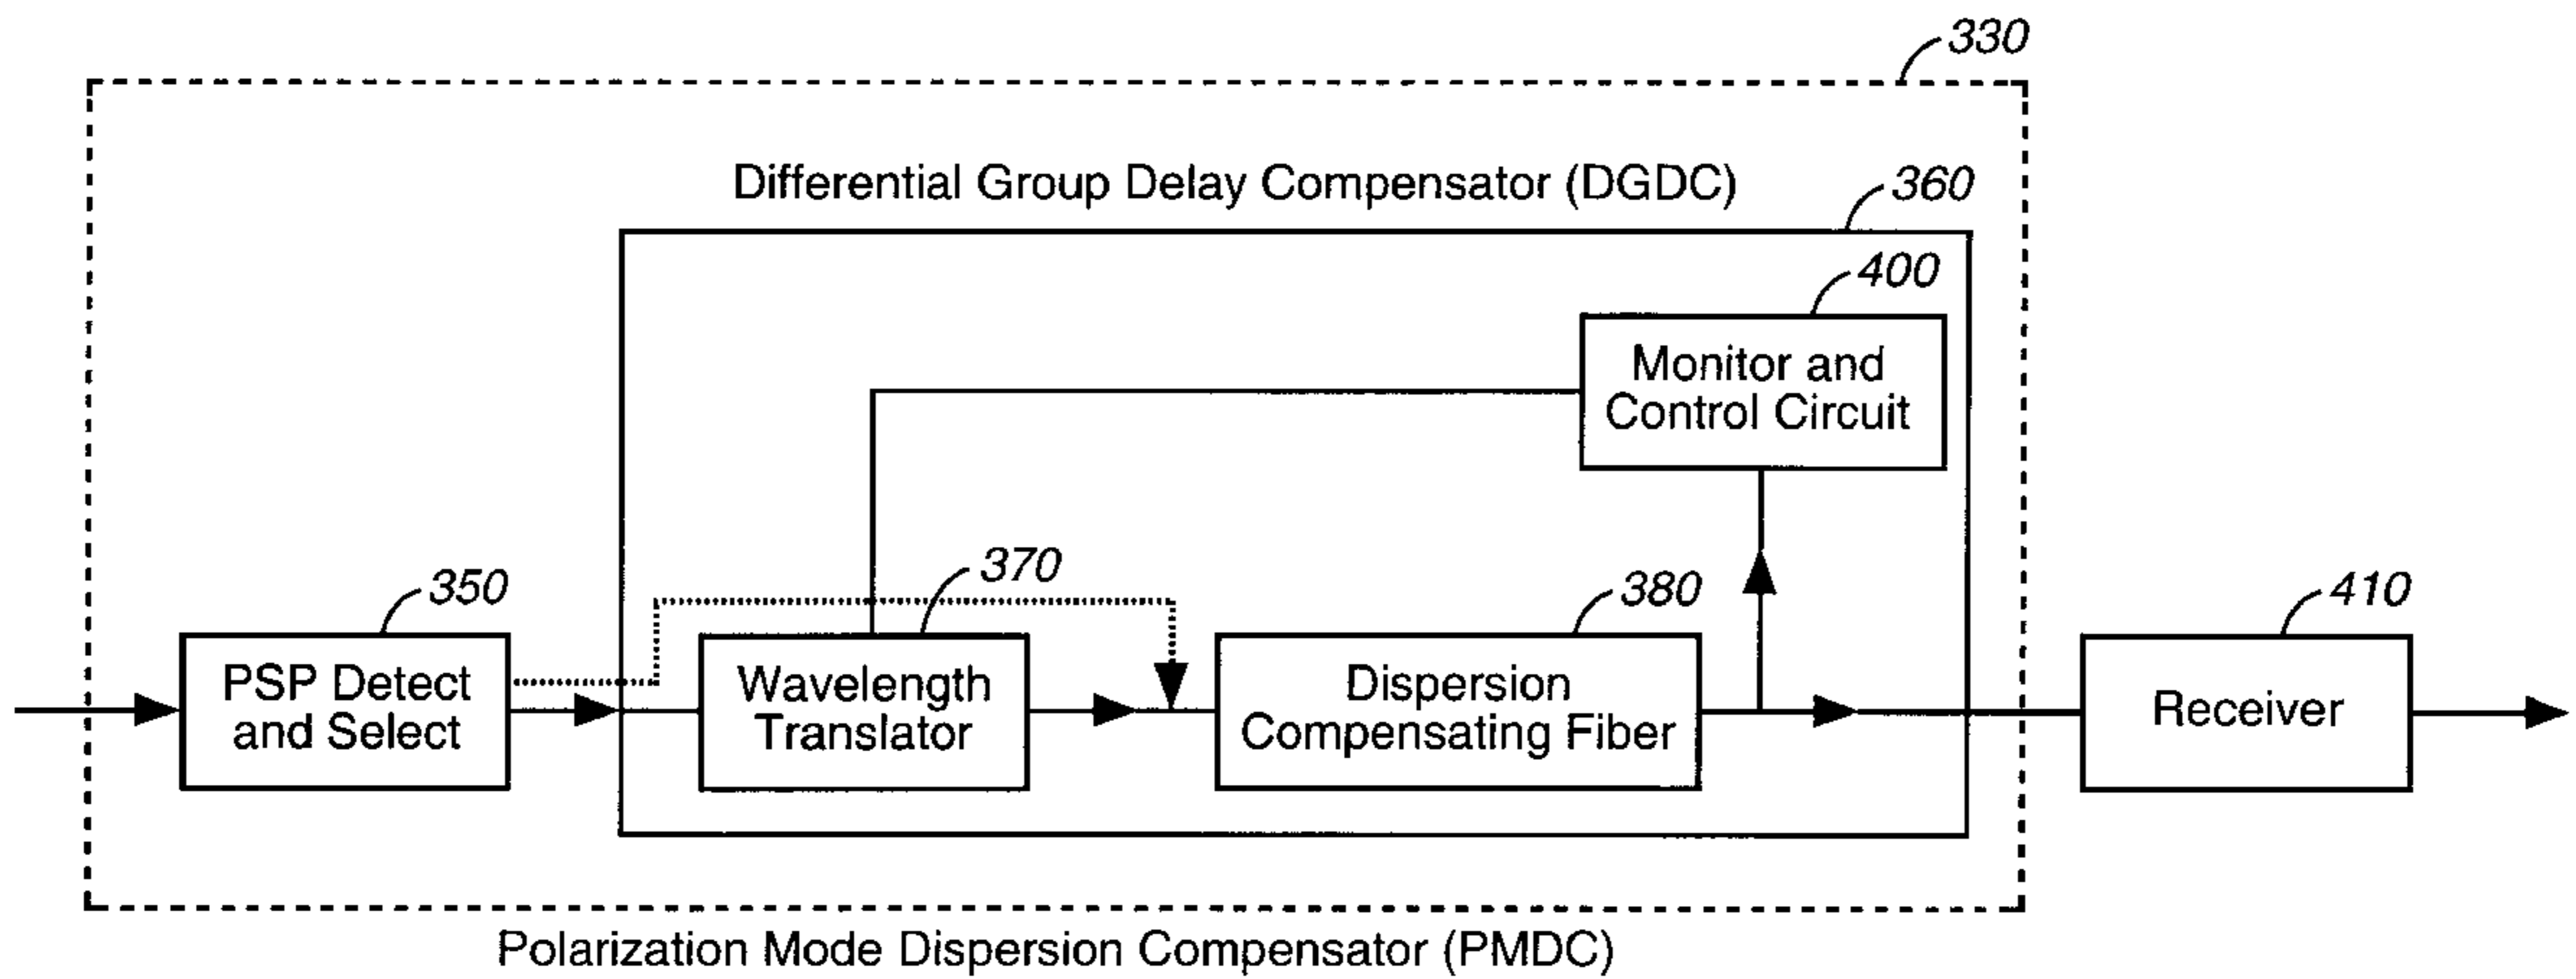 330
Differential Group Delay Compensator (DGDC)
360
400
Monitor and
Control Circuit
350
370
380
410
PSP Detect
and Select
Wavelength
Translator
Dispersion
Compensating Fiber
Receiver
Polarization Mode Dispersion Compensator (PMDC)